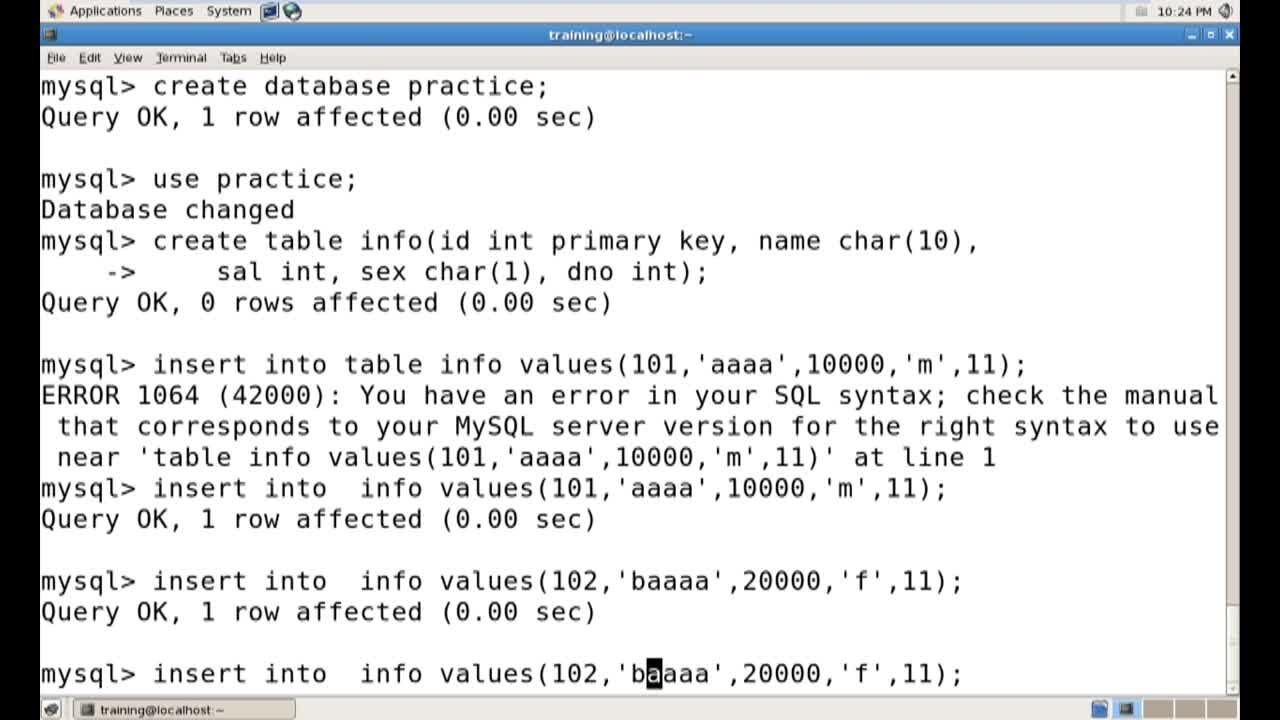 Applications Places System 10:24 PM
training@localhost:~
File Edit View Terminal Tabs Help
mysql> create database practice;
Query OK, 1 row affected (0.00 sec)
mysql> use practice;
Database changed
mysql> create table info(id int primary key, name char(10),
    ->     sal int, sex char(1), dno int);
Query OK, 0 rows affected (0.00 sec)
mysql> insert into table info values(101,'aaaa',10000,'m',11);
ERROR 1064 (42000): You have an error in your SQL syntax; check the manual
 that corresponds to your MySQL server version for the right syntax to use
 near 'table info values(101,'aaaa',10000,'m',11)' at line 1
mysql> insert into  info values(101,'aaaa',10000,'m',11);
Query OK, 1 row affected (0.00 sec)
mysql> insert into  info values(102,'baaaa',20000,'f',11);
Query OK, 1 row affected (0.00 sec)
mysql> insert into  info values(102,'baaaa',20000,'f',11);
training@localhost:~